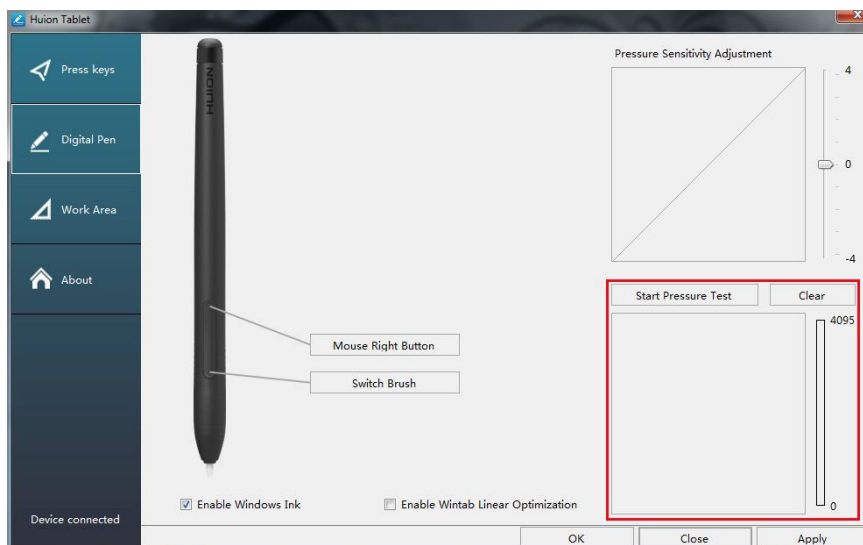 Huion Tablet
X
Press keys
Digital Pen
Work Area
About
Device connected
HUION
Mouse Right Button
Switch Brush
Enable Windows Ink
Enable Wintab Linear Optimization
Pressure Sensitivity Adjustment
4
0
-4
Start Pressure Test
Clear
4095
0
OK
Close
Apply